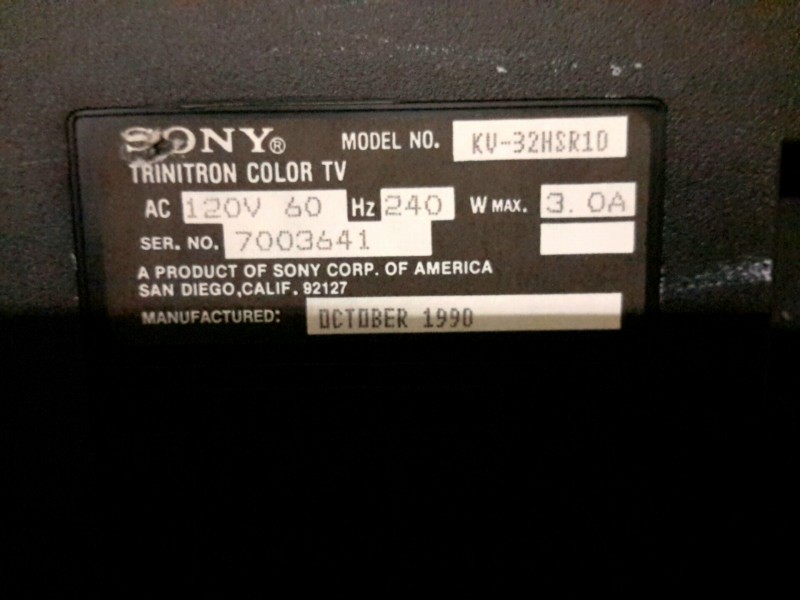 SONY® MODEL NO. KV-32HSR10
TRINITRON COLOR TV
AC 120V 60 Hz 240 W MAX. 3.0A
SER. NO. 7003641
A PRODUCT OF SONY CORP. OF AMERICA
SAN DIEGO,CALIF. 92127
MANUFACTURED: OCTOBER 1990